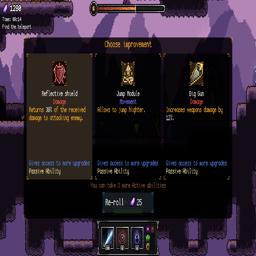 1280
Time: 08:14
Find the teleport
Choose improvement
Reflective shield
Damage
Returns 30% of the received
damage to attacking enemy.
Gives access to more upgrades
Passive Ability
Jump Module
Movement
Allows to jump highter.
Gives access to more upgrades
Passive Ability
Big Gun
Damage
Increases weapons damage by
12%.
Gives access to more upgrades
Passive Ability
You can take 3 more Active abilities
Re-roll 25